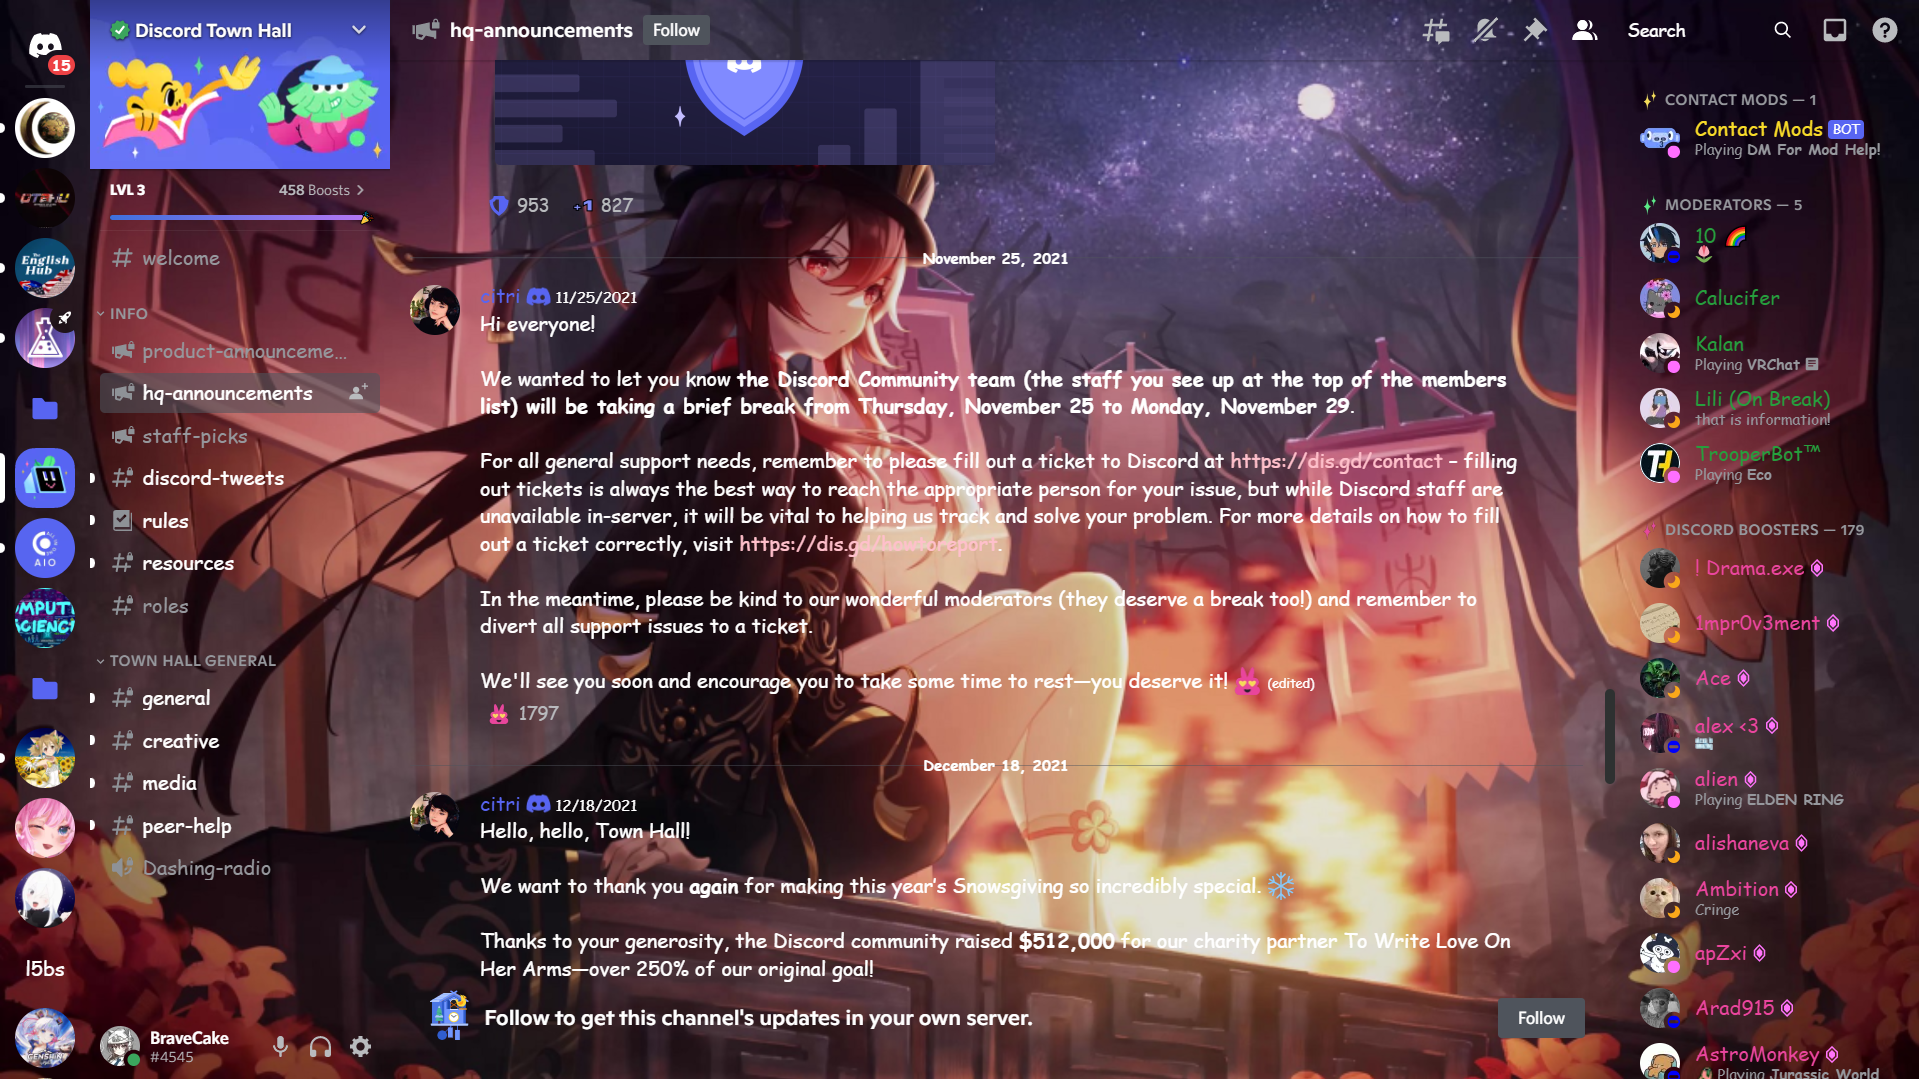 15
English
Hub
AIO
l5bs
GENSHIN
Discord Town Hall
LVL 3
458 Boosts
welcome
INFO
product-announceme...
hq-announcements
staff-picks
discord-tweets
rules
resources
roles
TOWN HALL GENERAL
general
creative
media
peer-help
Dashing-radio
BraveCake
#4545
hq-announcements
Follow
Search
953
+1 827
November 25, 2021
citri 11/25/2021
Hi everyone!
We wanted to let you know the Discord Community team (the staff you see up at the top of the members
list) will be taking a brief break from Thursday, November 25 to Monday, November 29.
For all general support needs, remember to please fill out a ticket to Discord at https://dis.gd/contact – filling
out tickets is always the best way to reach the appropriate person for your issue, but while Discord staff are
unavailable in-server, it will be vital to helping us track and solve your problem. For more details on how to fill
out a ticket correctly, visit https://dis.gd/howtoreport.
In the meantime, please be kind to our wonderful moderators (they deserve a break too!) and remember to
divert all support issues to a ticket.
We'll see you soon and encourage you to take some time to rest—you deserve it! (edited)
1797
December 18, 2021
citri 12/18/2021
Hello, hello, Town Hall!
We want to thank you again for making this year's Snowsgiving so incredibly special.
Thanks to your generosity, the Discord community raised $512,000 for our charity partner To Write Love On
Her Arms—over 250% of our original goal!
Follow to get this channel's updates in your own server.
Follow
CONTACT MODS — 1
Contact Mods BOT
Playing DM For Mod Help!
MODERATORS — 5
10
Calucifer
Kalan
Playing VRChat
Lili (On Break)
that is information!
TrooperBot™
Playing Eco
DISCORD BOOSTERS — 179
! Drama.exe
1mpr0v3ment
Ace
alex <3
alien
Playing ELDEN RING
alishaneva
Ambition
Cringe
apZxi
Arad915
AstroMonkey
Playing Jurassic World